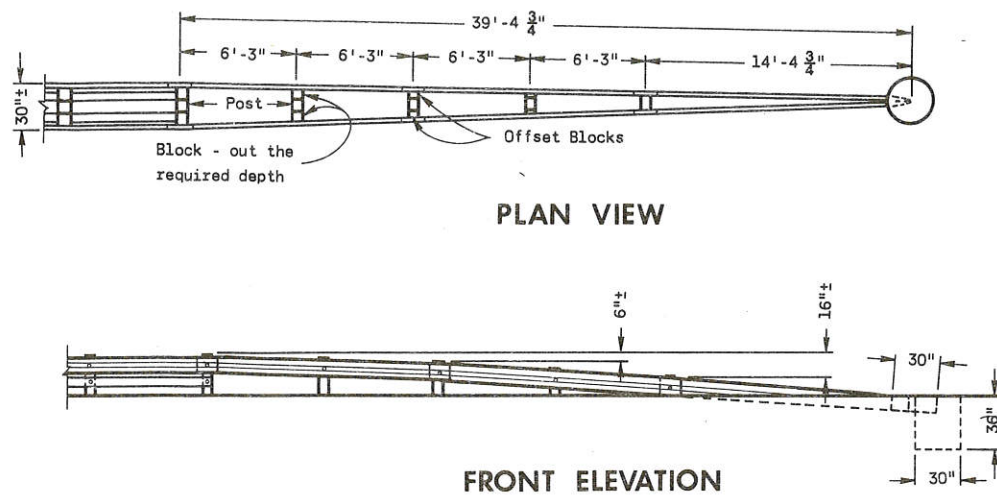 39'-4 3/4"
6'-3" 6'-3" 6'-3" 6'-3" 14'-4 3/4"
30"±
Post
Block - out the
required depth
Offset Blocks
PLAN VIEW
6"±
16"±
30"
36"
30"
FRONT ELEVATION